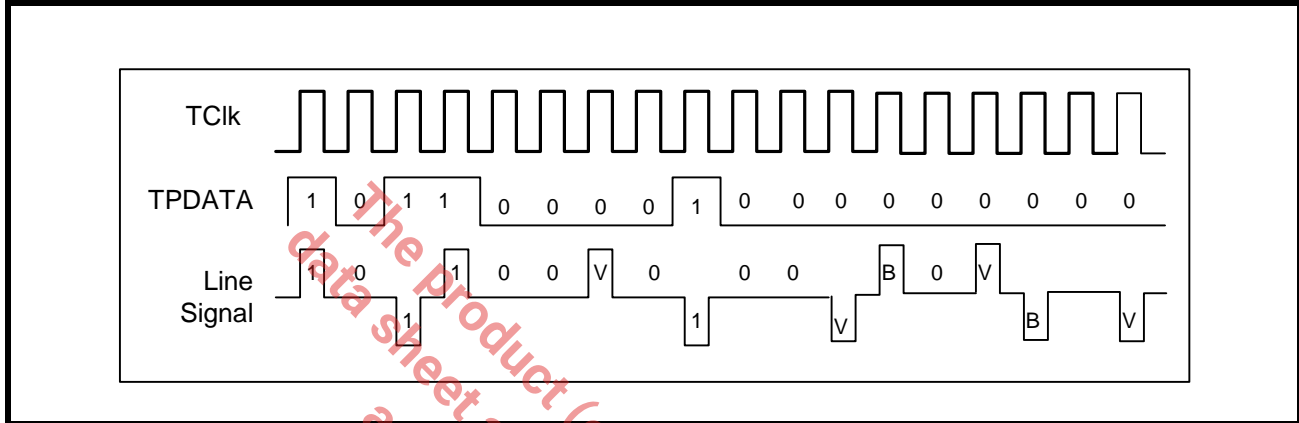 TClk
TPDATA 1 0 1 1 0 0 0 0 1 0 0 0 0 0 0 0 0 0
Line Signal 1 0 1 1 0 0 V 0 1 0 0 V B 0 V B V
The product (
data sheet
a